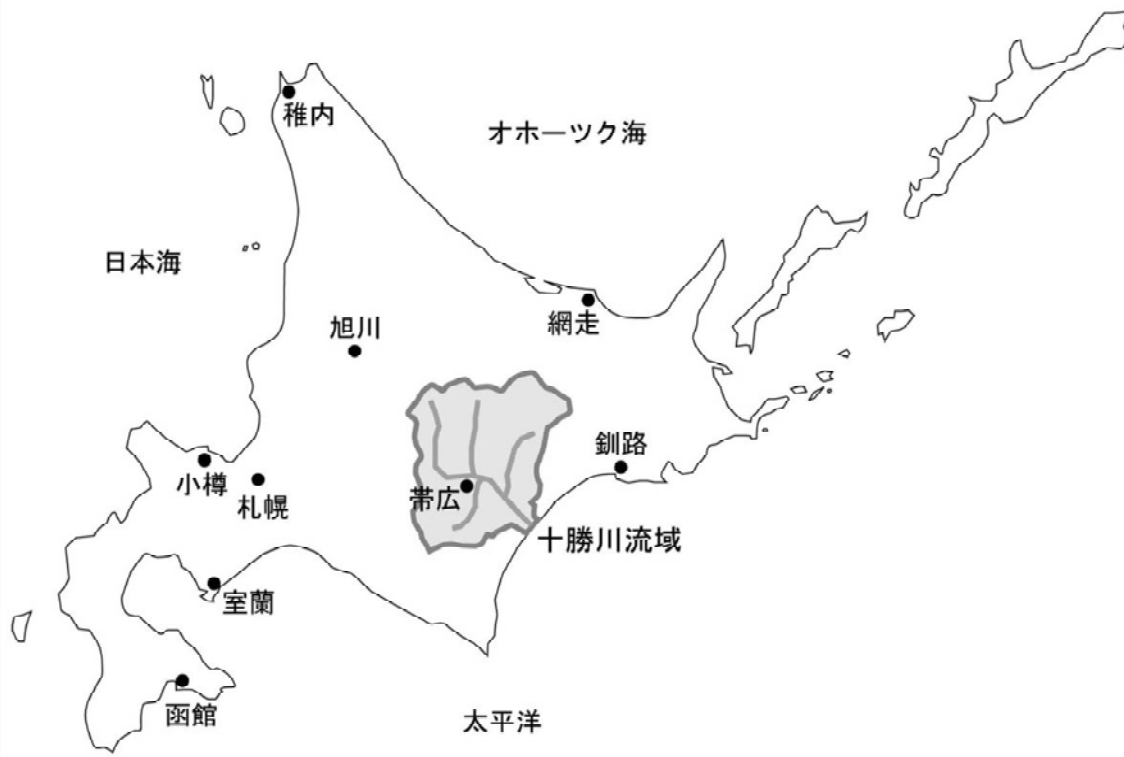 稚内
オホーツク海
日本海
旭川
網走
釧路
小樽
札幌
帯広
十勝川流域
室蘭
函館
太平洋